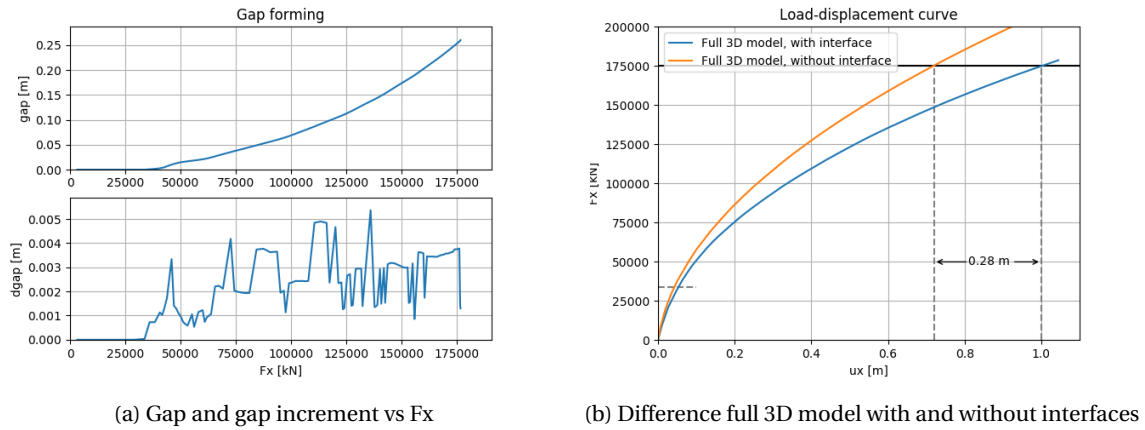 Gap forming
gap [m]
0.25
0.20
0.15
0.10
0.05
0.00
0 25000 50000 75000 100000 125000 150000 175000
dgap [m]
0.005
0.004
0.003
0.002
0.001
0.000
0 25000 50000 75000 100000 125000 150000 175000
Fx [kN]
(a) Gap and gap increment vs Fx
Load-displacement curve
Full 3D model, with interface
Full 3D model, without interface
Fx [KN]
200000
175000
150000
125000
100000
75000
50000
25000
0
0.28 m
0.0 0.2 0.4 0.6 0.8 1.0
ux [m]
(b) Difference full 3D model with and without interfaces